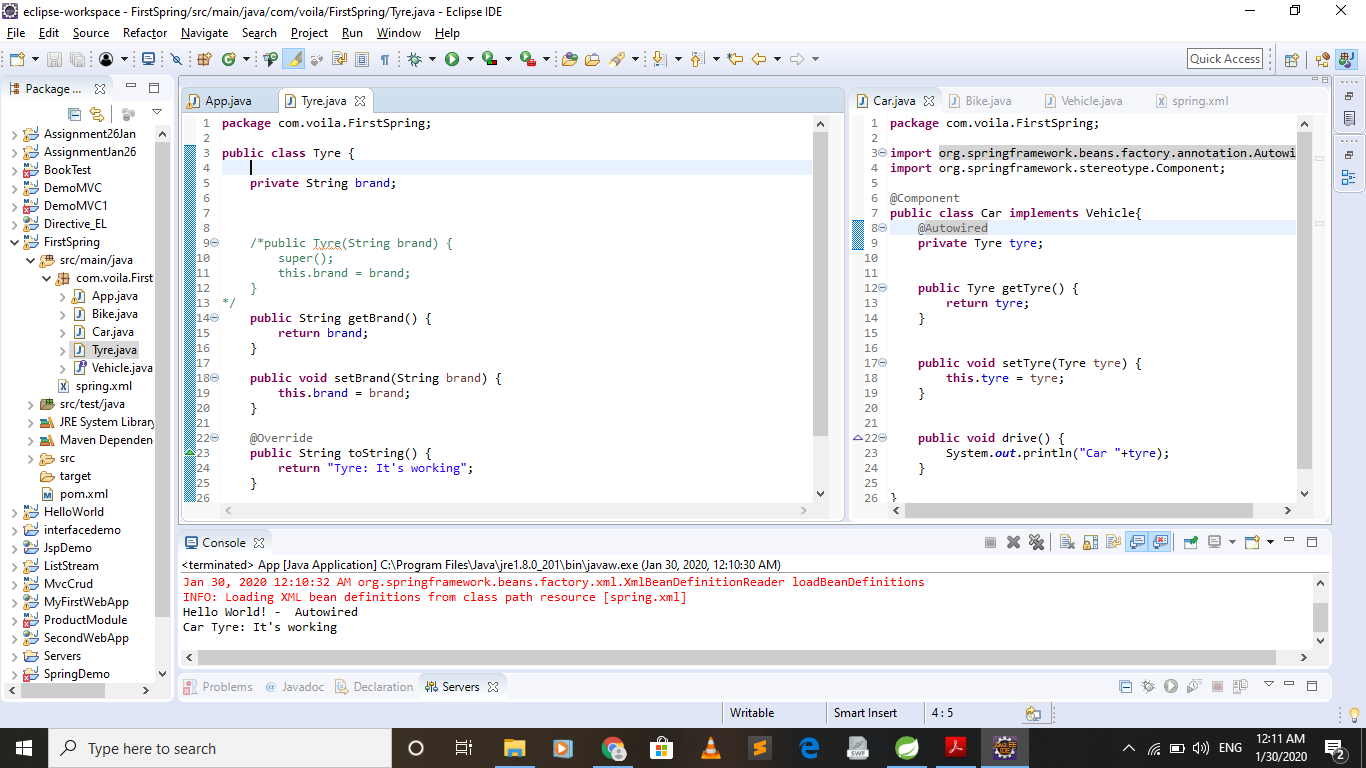 eclipse-workspace - FirstSpring/src/main/java/com/voila/FirstSpring/Tyre.java - Eclipse IDE
File Edit Source Refactor Navigate Search Project Run Window Help
Quick Access
Package ...
Assignment26Jan
AssignmentJan26
BookTest
DemoMVC
DemoMVC1
Directive_EL
FirstSpring
src/main/java
com.voila.First
App.java
Bike.java
Car.java
Tyre.java
Vehicle.java
spring.xml
src/test/java
JRE System Library
Maven Dependen
src
target
pom.xml
HelloWorld
interfacedemo
JspDemo
ListStream
MvcCrud
MyFirstWebApp
ProductModule
SecondWebApp
Servers
SpringDemo
App.java Tyre.java
1 package com.voila.FirstSpring;
2
3 public class Tyre {
4
5 private String brand;
6
7
8
9 /*public Tyre(String brand) {
10 super();
11 this.brand = brand;
12 }
13 */
14 public String getBrand() {
15 return brand;
16 }
17
18 public void setBrand(String brand) {
19 this.brand = brand;
20 }
21
22 @Override
23 public String toString() {
24 return "Tyre: It's working";
25 }
26
Car.java Bike.java Vehicle.java spring.xml
1 package com.voila.FirstSpring;
2
3 import org.springframework.beans.factory.annotation.Autowi
4 import org.springframework.stereotype.Component;
5
6 @Component
7 public class Car implements Vehicle{
8 @Autowired
9 private Tyre tyre;
10
11
12 public Tyre getTyre() {
13 return tyre;
14 }
15
16
17 public void setTyre(Tyre tyre) {
18 this.tyre = tyre;
19 }
20
21
22 public void drive() {
23 System.out.println("Car "+tyre);
24 }
25
26 }
Console
<terminated> App [Java Application] C:\Program Files\Java\jre1.8.0_201\bin\javaw.exe (Jan 30, 2020, 12:10:30 AM)
Jan 30, 2020 12:10:32 AM org.springframework.beans.factory.xml.XmlBeanDefinitionReader loadBeanDefinitions
INFO: Loading XML bean definitions from class path resource [spring.xml]
Hello World! - Autowired
Car Tyre: It's working
Problems @ Javadoc Declaration Servers
Writable Smart Insert 4 : 5
Type here to search
SWF
ENG
12:11 AM
1/30/2020
2